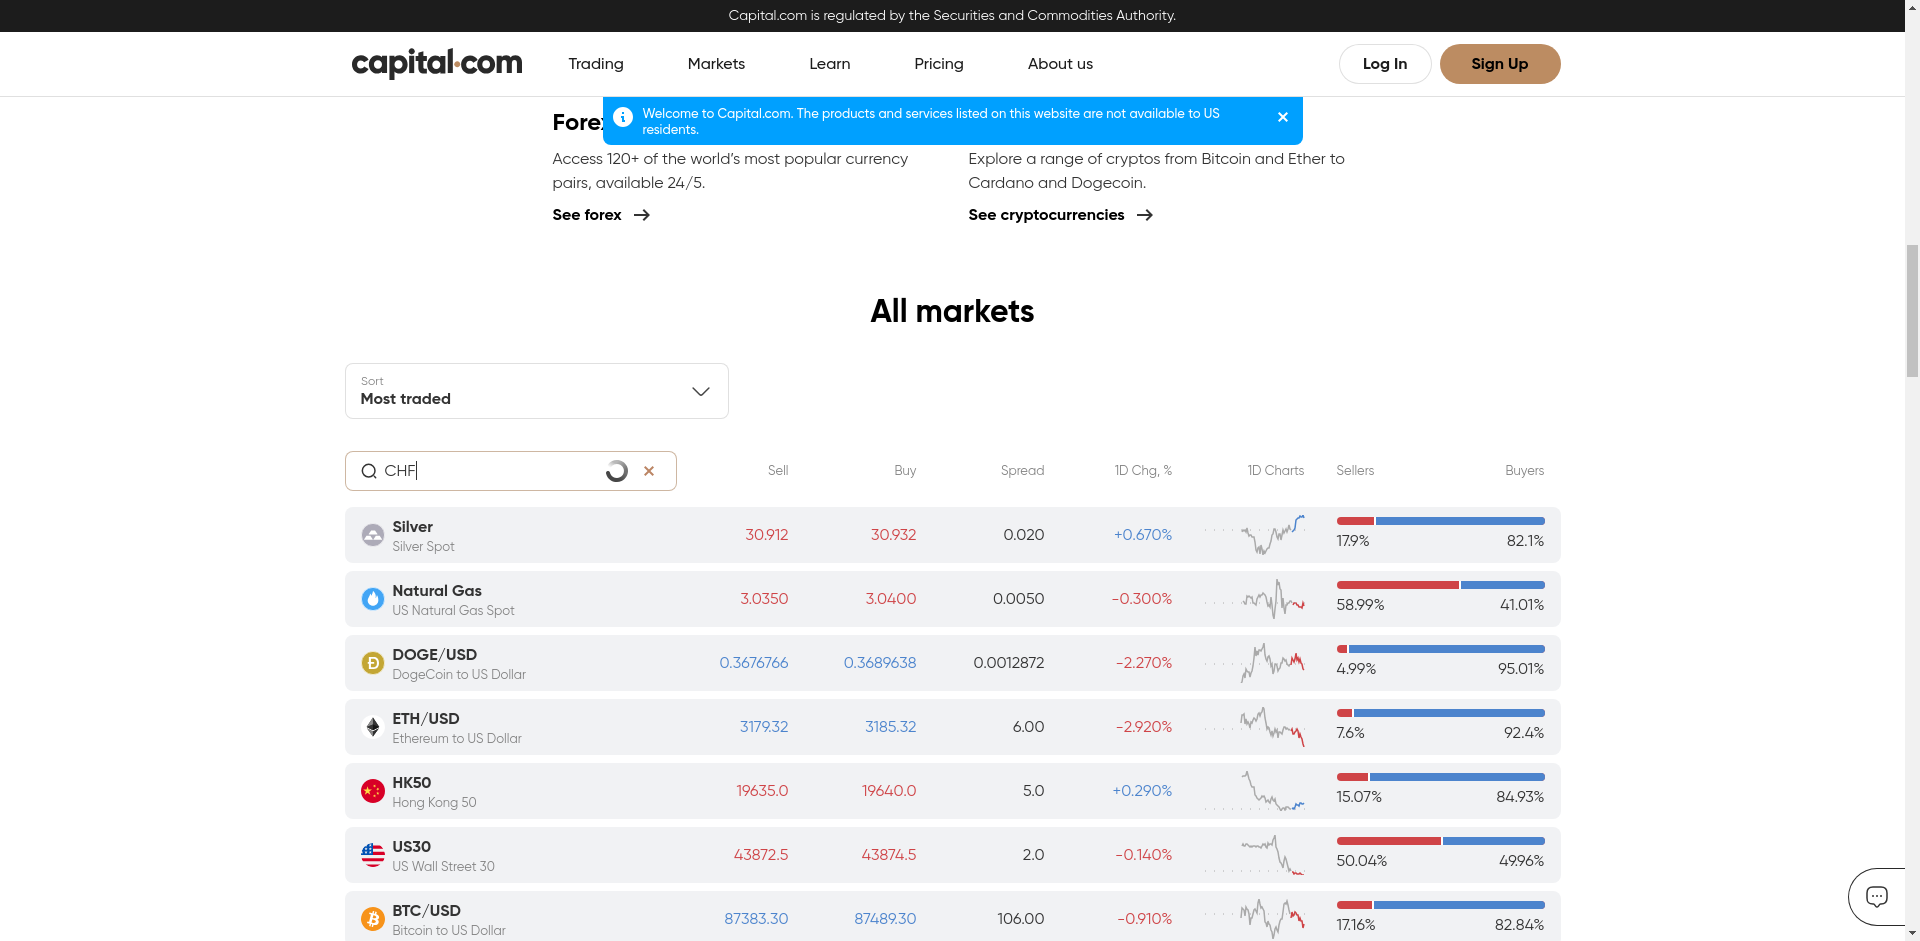 Capital.com is regulated by the Securities and Commodities Authority.
capital.com
Trading
Markets
Learn
Pricing
About us
Log In
Sign Up
Welcome to Capital.com. The products and services listed on this website are not available to US
residents.
Access 120+ of the world's most popular currency
pairs, available 24/5.
See forex
Explore a range of cryptos from Bitcoin and Ether to
Cardano and Dogecoin.
See cryptocurrencies
All markets
Sort
Most traded
CHF
Sell
Buy
Spread
1D Chg, %
1D Charts
Sellers
Buyers
Silver
Silver Spot
30.912
30.932
0.020
+0.670%
17.9%
82.1%
Natural Gas
US Natural Gas Spot
3.0350
3.0400
0.0050
-0.300%
58.99%
41.01%
DOGE/USD
DogeCoin to US Dollar
0.3676766
0.3689638
0.0012872
-2.270%
4.99%
95.01%
ETH/USD
Ethereum to US Dollar
3179.32
3185.32
6.00
-2.920%
7.6%
92.4%
HK50
Hong Kong 50
19635.0
19640.0
5.0
+0.290%
15.07%
84.93%
US30
US Wall Street 30
43872.5
43874.5
2.0
-0.140%
50.04%
49.96%
BTC/USD
Bitcoin to US Dollar
87383.30
87489.30
106.00
-0.910%
17.16%
82.84%